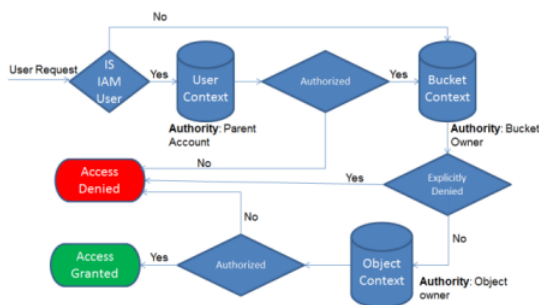 No
User Request
IS
IAM
User
Yes
User
Context
Authorized
Yes
Bucket
Context
Authority: Parent
Account
Authority: Bucket
Owner
No
Access
Denied
Yes
Explicitly
Denied
No
No
Access
Granted
Yes
Authorized
Object
Context
Authority: Object
owner